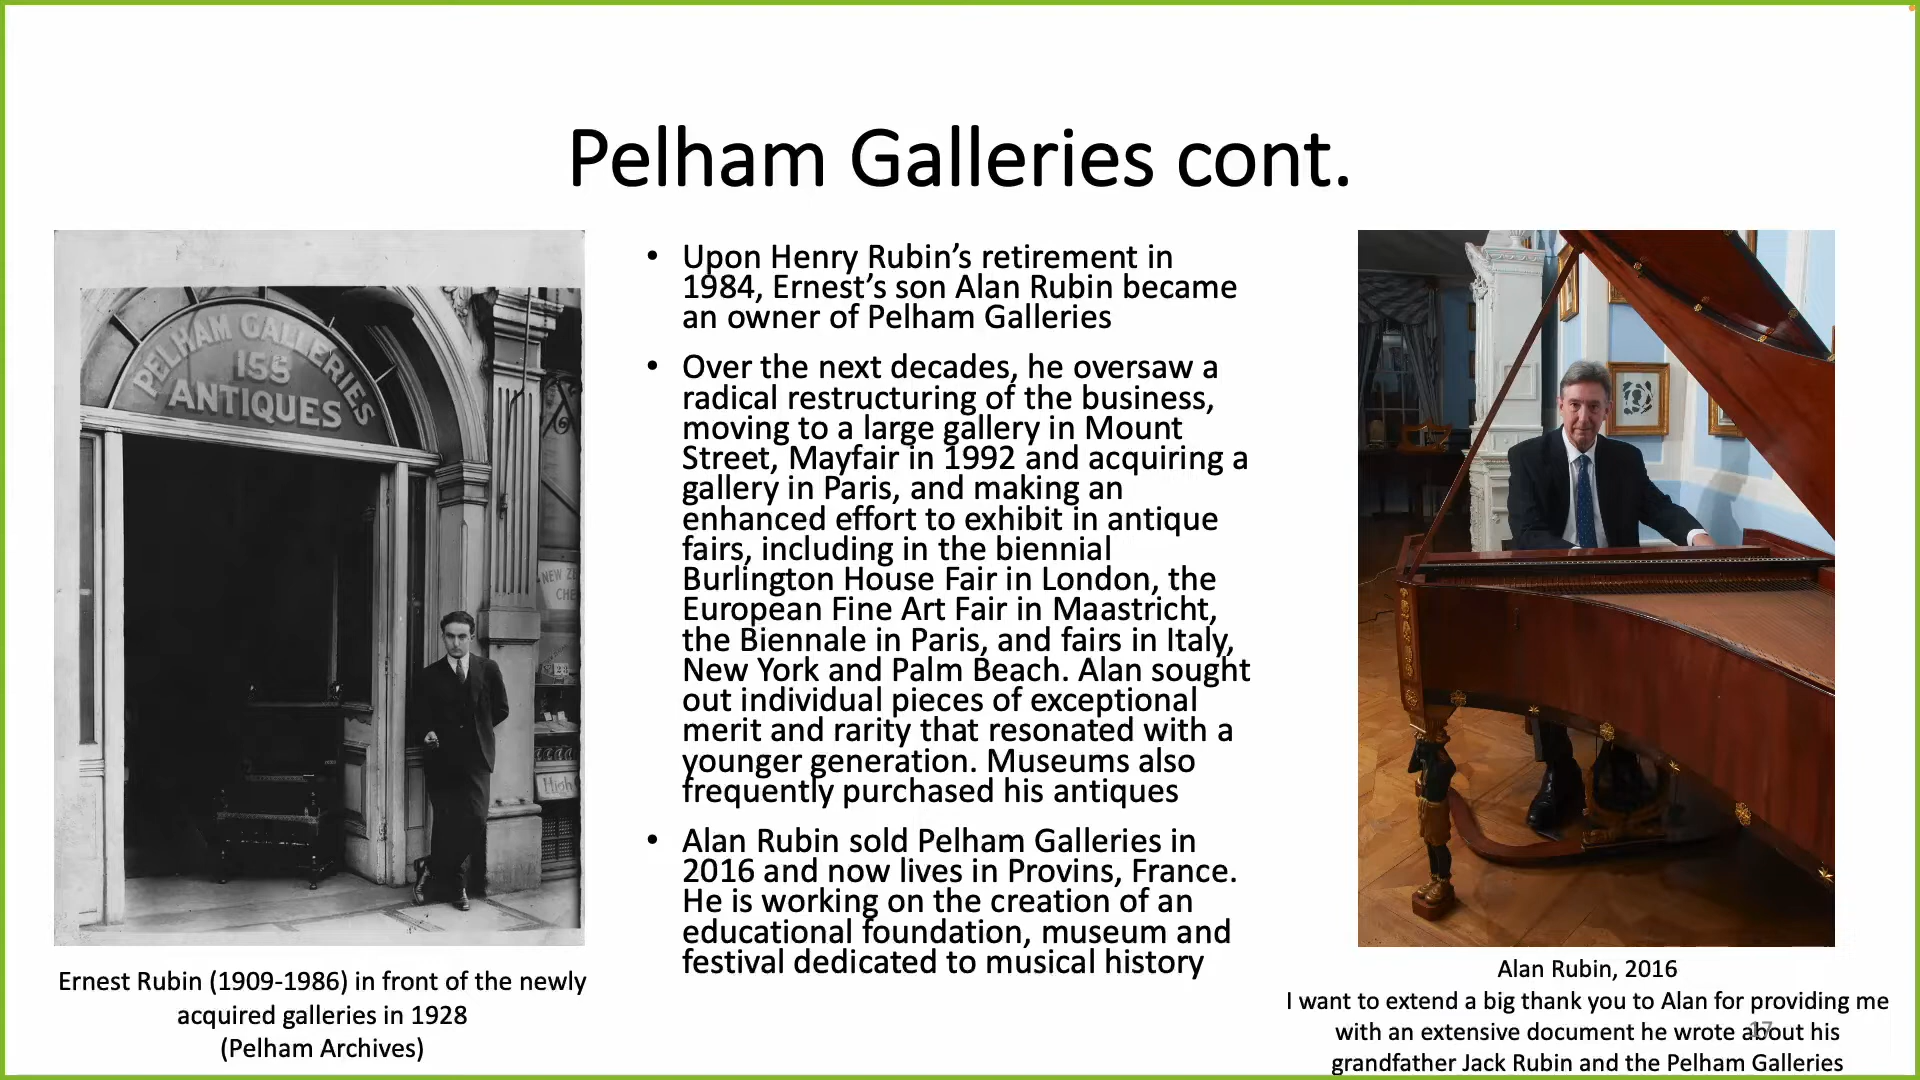 Pelham Galleries cont.
PELHAM GALLERIES
155
ANTIQUES
NEW Z
CHE
High
Ernest Rubin (1909-1986) in front of the newly
acquired galleries in 1928
(Pelham Archives)
• Upon Henry Rubin’s retirement in
1984, Ernest’s son Alan Rubin became
an owner of Pelham Galleries
• Over the next decades, he oversaw a
radical restructuring of the business,
moving to a large gallery in Mount
Street, Mayfair in 1992 and acquiring a
gallery in Paris, and making an
enhanced effort to exhibit in antique
fairs, including in the biennial
Burlington House Fair in London, the
European Fine Art Fair in Maastricht,
the Biennale in Paris, and fairs in Italy,
New York and Palm Beach. Alan sought
out individual pieces of exceptional
merit and rarity that resonated with a
younger generation. Museums also
frequently purchased his antiques
• Alan Rubin sold Pelham Galleries in
2016 and now lives in Provins, France.
He is working on the creation of an
educational foundation, museum and
festival dedicated to musical history
Alan Rubin, 2016
I want to extend a big thank you to Alan for providing me
with an extensive document he wrote about his
grandfather Jack Rubin and the Pelham Galleries
17